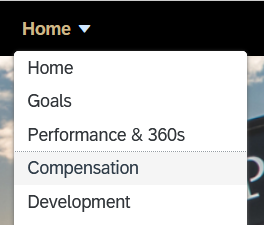 Home
Home
Goals
Performance & 360s
Compensation
Development